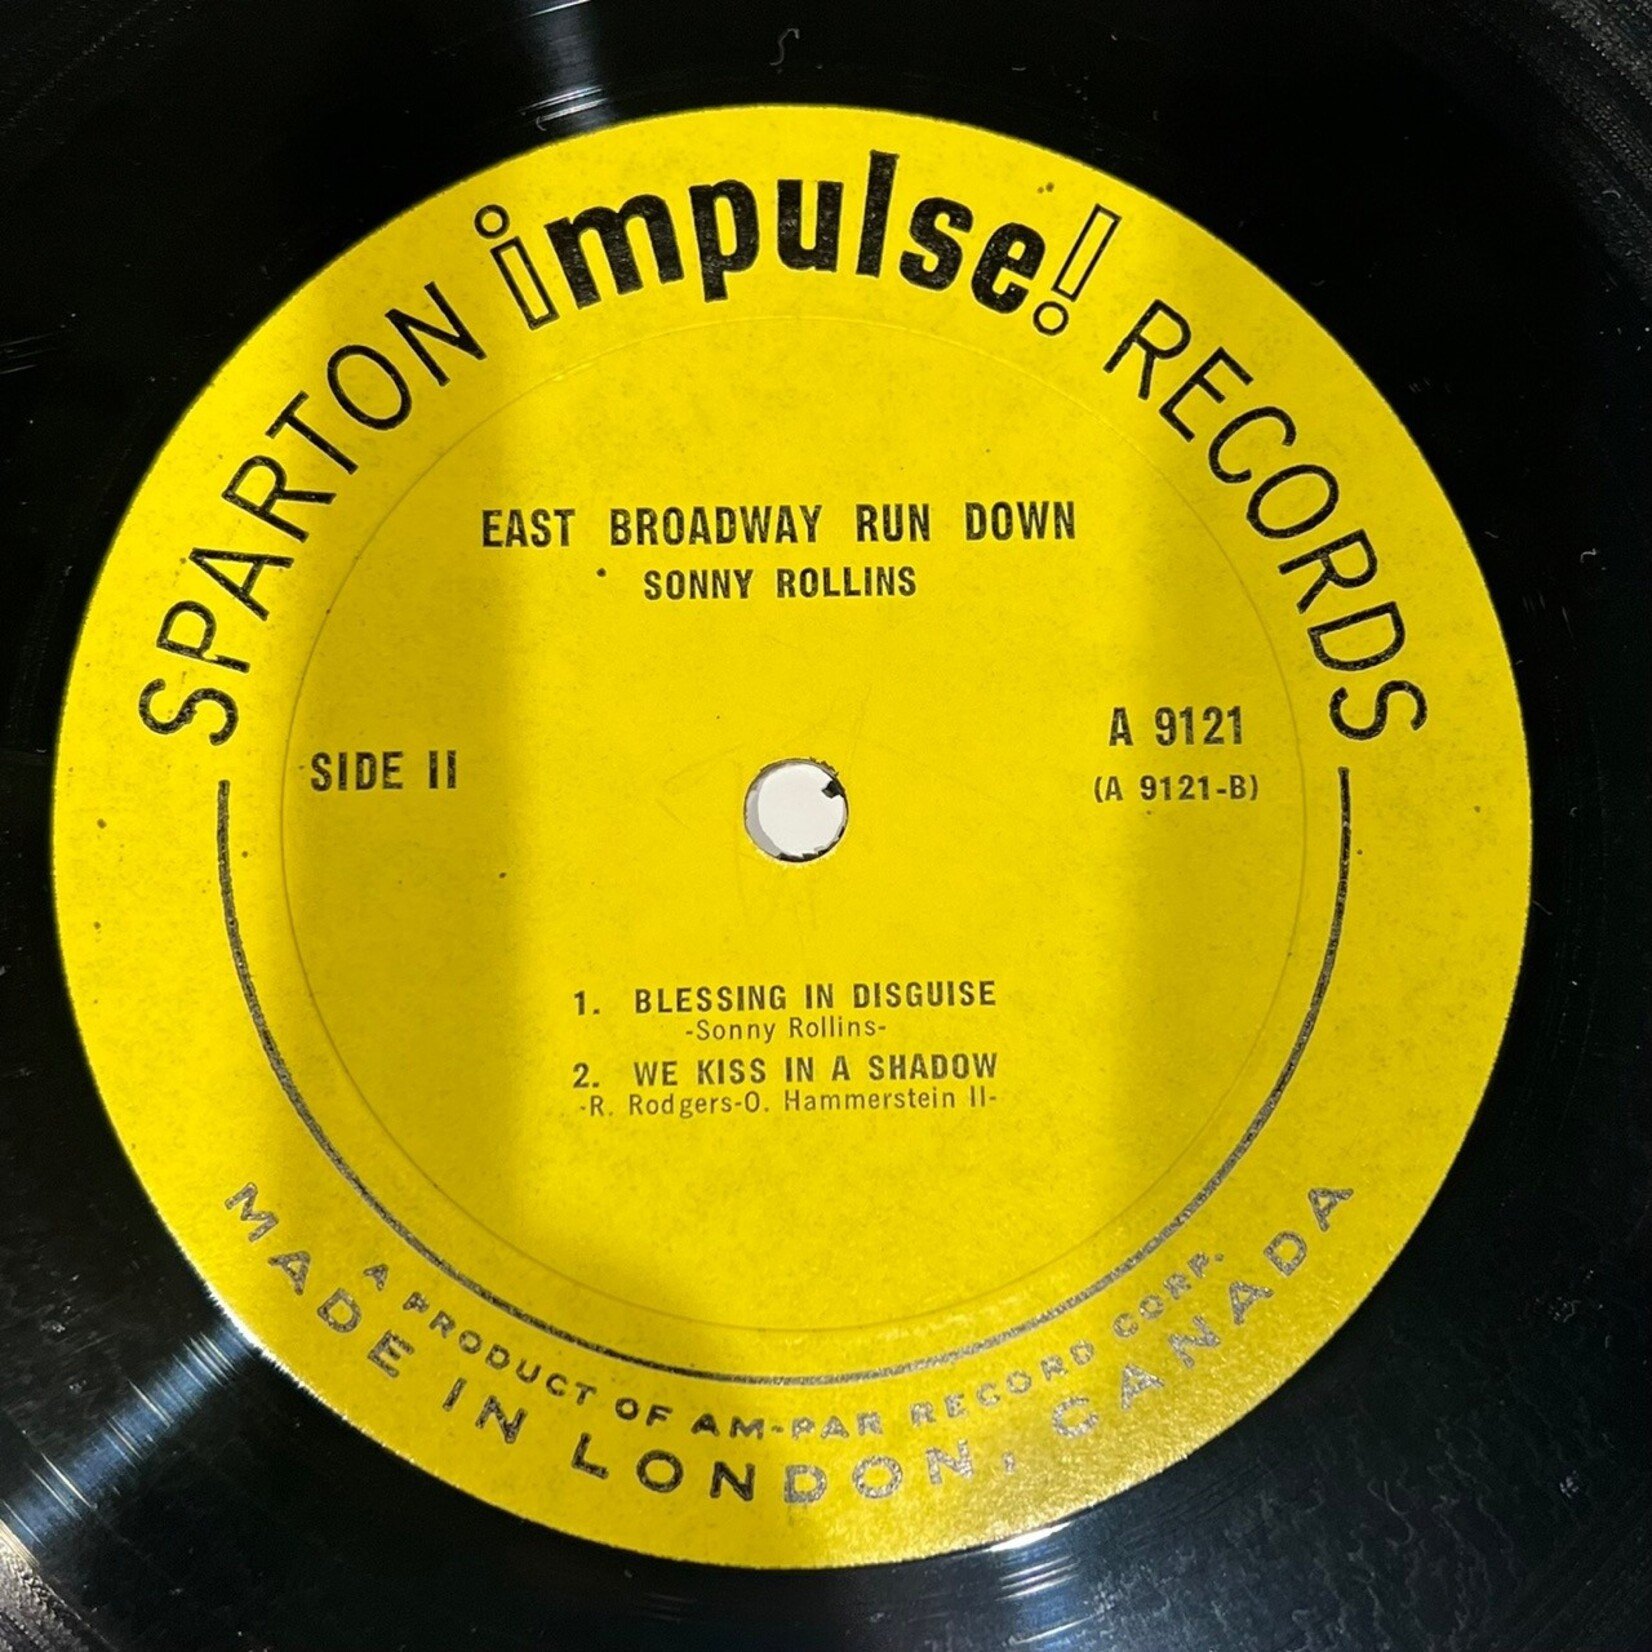 SPARTON impulse! RECORDS
EAST BROADWAY RUN DOWN
SONNY ROLLINS
SIDE II
A 9121
(A 9121-B)
1. BLESSING IN DISGUISE
-Sonny Rollins-
2. WE KISS IN A SHADOW
-R. Rodgers-O. Hammerstein II-
A PRODUCT OF AM-PAR RECORD CORP.
MADE IN LONDON, CANADA